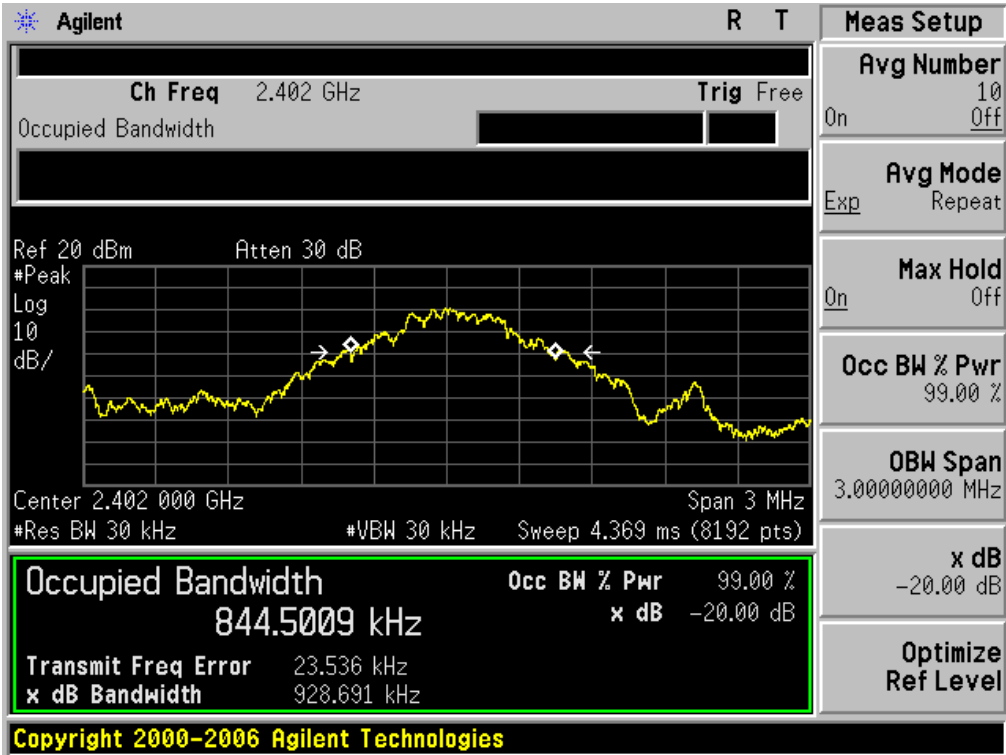 Agilent R T
Meas Setup
Ch Freq 2.402 GHz Trig Free
Occupied Bandwidth
Ref 20 dBm Atten 30 dB
#Peak
Log
10
dB/
Center 2.402 000 GHz Span 3 MHz
#Res BW 30 kHz #VBW 30 kHz Sweep 4.369 ms (8192 pts)
Occupied Bandwidth
844.5009 kHz
Occ BW % Pwr 99.00 %
x dB -20.00 dB
Transmit Freq Error 23.536 kHz
x dB Bandwidth 928.691 kHz
Avg Number
10
On Off
Avg Mode
Exp Repeat
Max Hold
On Off
Occ BW % Pwr
99.00 %
OBW Span
3.00000000 MHz
x dB
-20.00 dB
Optimize
Ref Level
Copyright 2000-2006 Agilent Technologies